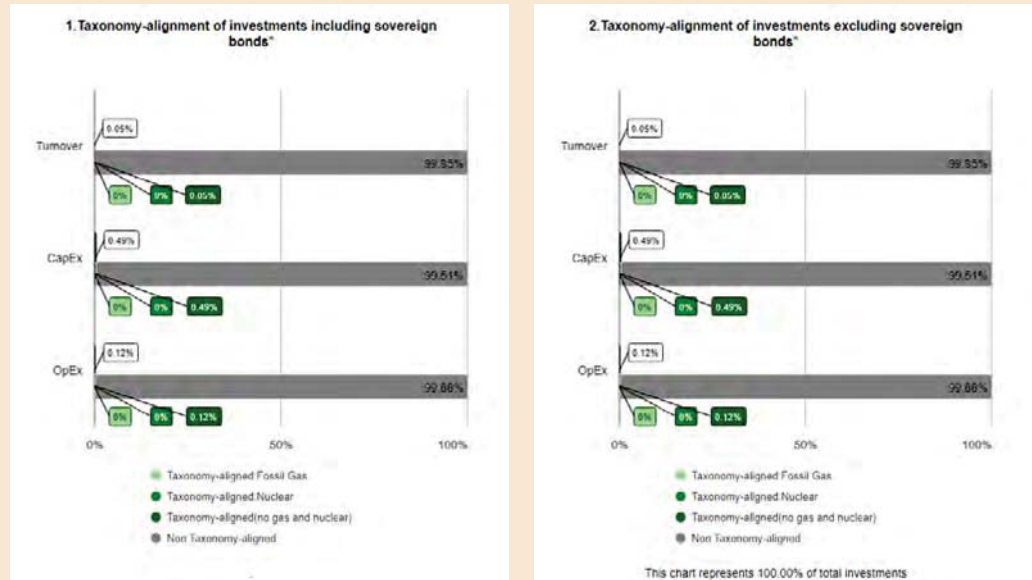 1.Taxonomy-alignment of investments including sovereign
bonds*
Turnover
0.05%
99.95%
0% 0% 0.05%
CapEx
0.49%
99.51%
0% 0% 0.49%
OpEx
0.12%
99.88%
0% 0% 0.12%
0% 50% 100%
Taxonomy-aligned Fossil Gas
Taxonomy-aligned Nuclear
Taxonomy-aligned(no gas and nuclear)
Non Taxonomy-aligned
2.Taxonomy-alignment of investments excluding sovereign
bonds*
Turnover
0.05%
99.95%
0% 0% 0.05%
CapEx
0.49%
99.51%
0% 0% 0.49%
OpEx
0.12%
99.88%
0% 0% 0.12%
0% 50% 100%
Taxonomy-aligned Fossil Gas
Taxonomy-aligned Nuclear
Taxonomy-aligned(no gas and nuclear)
Non Taxonomy-aligned
This chart represents 100.00% of total investments